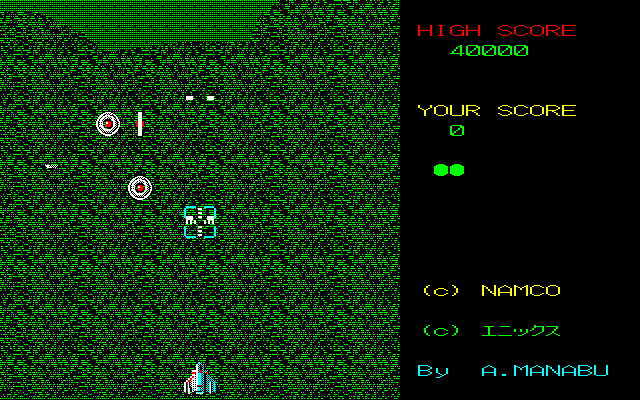 HIGH SCORE
40000
YOUR SCORE
0
(c) NAMCO
(c) エニックス
By A.MANABU